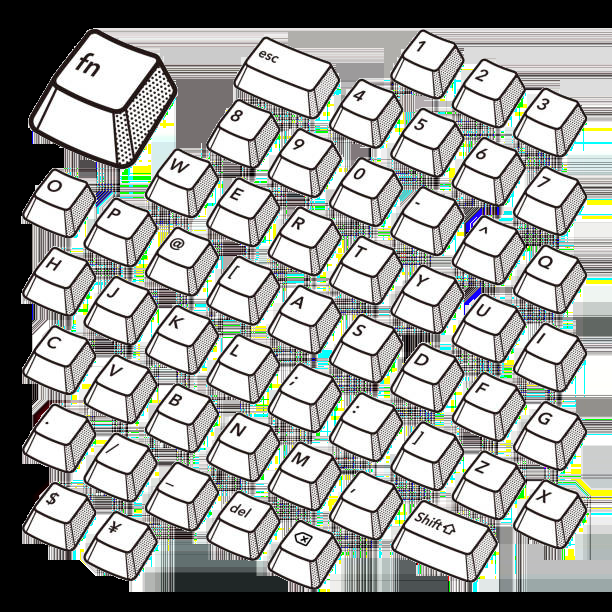 fn
1 2 3
esc 4 5 6 7
8 9 0 - ^ Q
W E R T Y U I
O P @ [ A S D F G
H J K L ; : ] Z X
C V B N M , Shift⇧
. / _ del ⌫
$ ¥